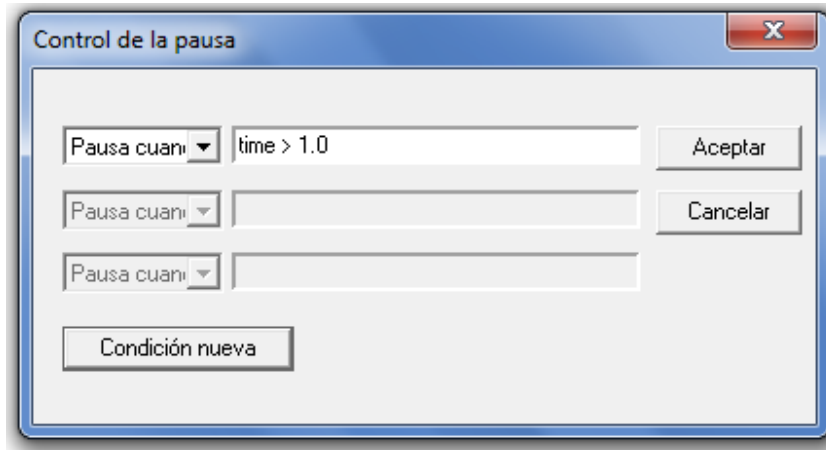 Control de la pausa
Pausa cuan time > 1.0 Aceptar
Pausa cuan Cancelar
Pausa cuan
Condición nueva